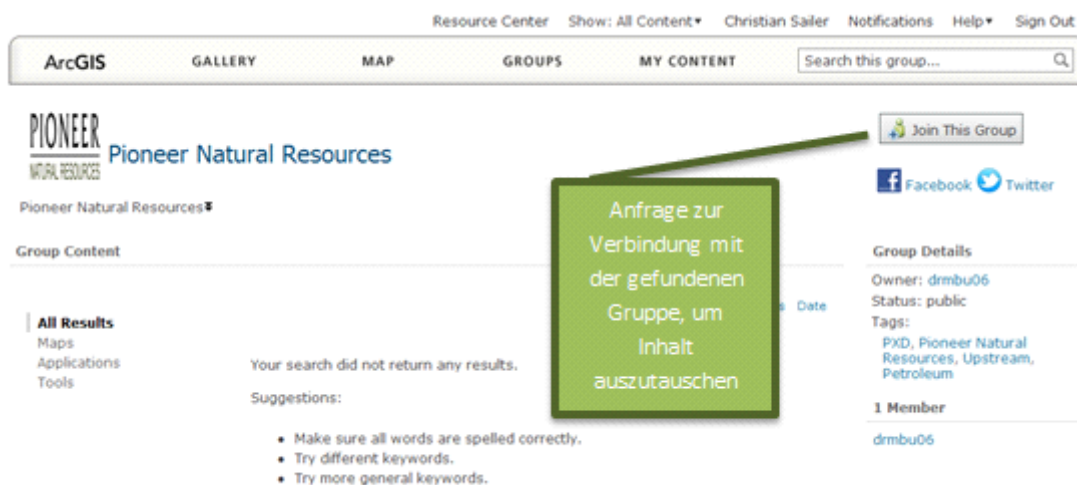 Resource Center Show: All Content▾ Christian Sailer Notifications Help▾ Sign Out
ArcGIS GALLERY MAP GROUPS MY CONTENT Search this group...
PIONEER
NATURAL RESOURCES
Pioneer Natural Resources
Join This Group
Facebook Twitter
Pioneer Natural Resources
Anfrage zur
Verbindung mit
der gefundenen
Gruppe, um
Inhalt
auszutauschen
Group Content
Date
All Results
Maps
Applications
Tools
Your search did not return any results.
Suggestions:
• Make sure all words are spelled correctly.
• Try different keywords.
• Try more general keywords.
Group Details
Owner: drmbu06
Status: public
Tags:
PXD, Pioneer Natural
Resources, Upstream,
Petroleum
1 Member
drmbu06